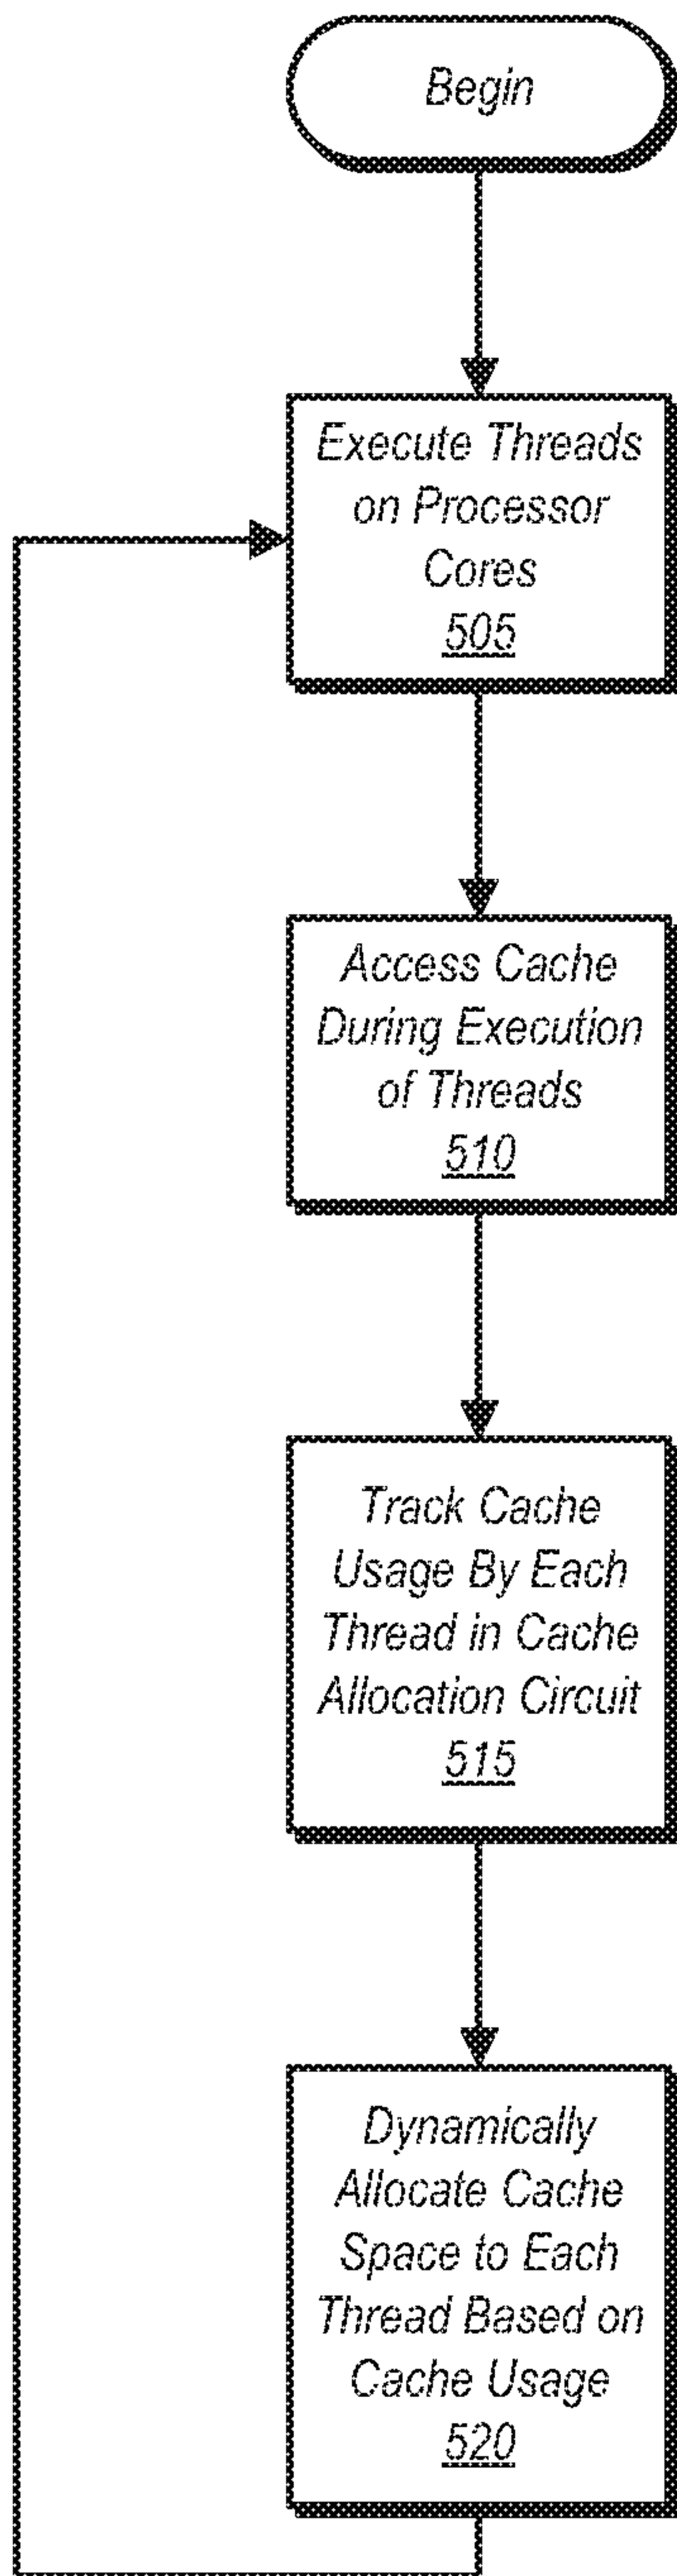 Begin
Execute Threads
on Processor
Cores
505
Access Cache
During Execution
of Threads
510
Track Cache
Usage By Each
Thread in Cache
Allocation Circuit
515
Dynamically
Allocate Cache
Space to Each
Thread Based on
Cache Usage
520